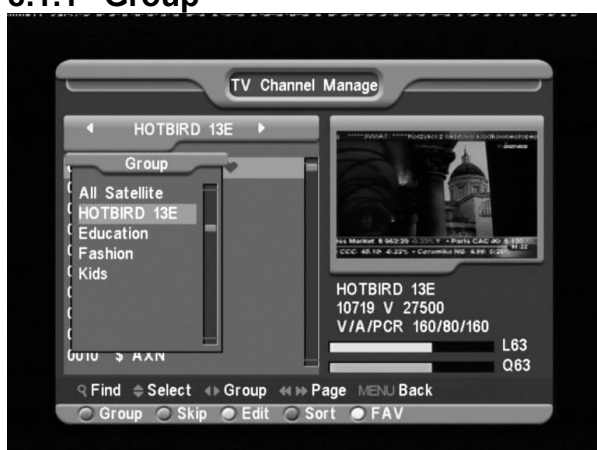 Group
TV Channel Manage
HOTBIRD 13E
Group
All Satellite
HOTBIRD 13E
Education
Fashion
Kids
0010 $ AXN
HOTBIRD 13E
10719 V 27500
V/A/PCR 160/80/160
L63
Q63
Find Select Group Page MENU Back
Group Skip Edit Sort FAV